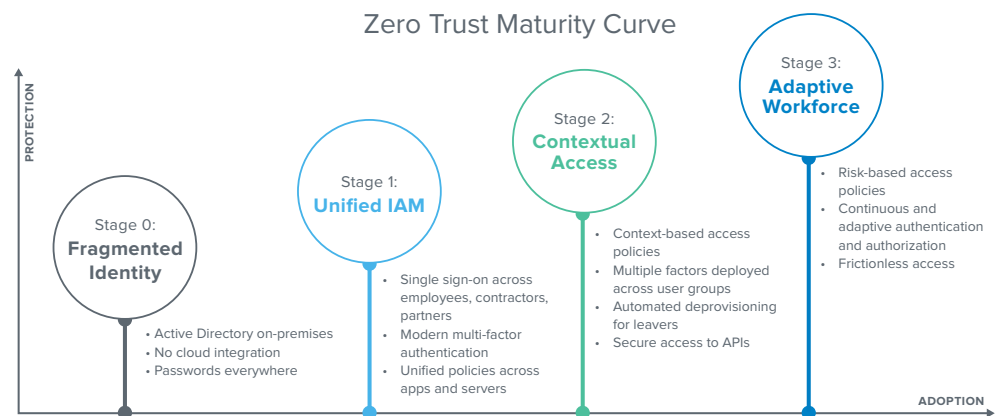 Zero Trust Maturity Curve
PROTECTION
Stage 0:
Fragmented
Identity
• Active Directory on-premises
• No cloud integration
• Passwords everywhere
Stage 1:
Unified IAM
• Single sign-on across
employees, contractors,
partners
• Modern multi-factor
authentication
• Unified policies across
apps and servers
Stage 2:
Contextual
Access
• Context-based access
policies
• Multiple factors deployed
across user groups
• Automated deprovisioning
for leavers
• Secure access to APIs
Stage 3:
Adaptive
Workforce
• Risk-based access
policies
• Continuous and
adaptive authentication
and authorization
• Frictionless access
ADOPTION